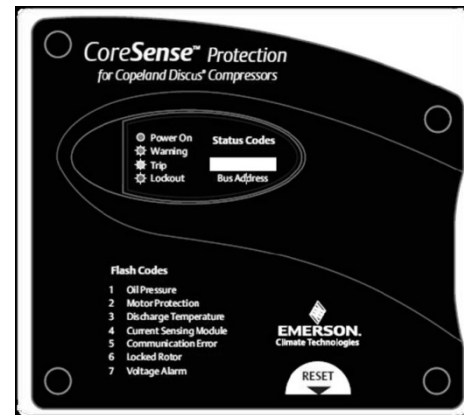 CoreSense™ Protection
for Copeland Discus® Compressors
Power On
Warning
Trip
Lockout
Status Codes
Bus Address
Flash Codes
1 Oil Pressure
2 Motor Protection
3 Discharge Temperature
4 Current Sensing Module
5 Communication Error
6 Locked Rotor
7 Voltage Alarm
EMERSON.
Climate Technologies
RESET